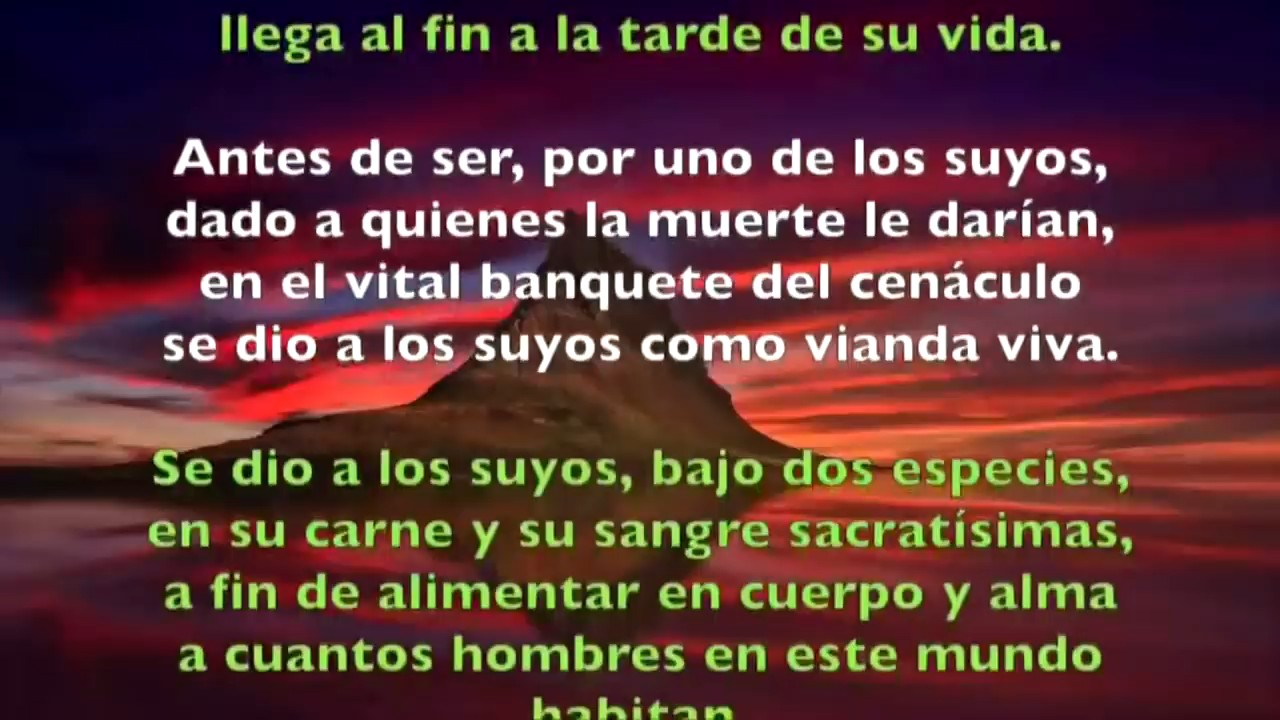 llega al fin a la tarde de su vida.
Antes de ser, por uno de los suyos,
dado a quienes la muerte le darían,
en el vital banquete del cenáculo
se dio a los suyos como vianda viva.
Se dio a los suyos, bajo dos especies,
en su carne y su sangre sacratísimas,
a fin de alimentar en cuerpo y alma
a cuantos hombres en este mundo
habitan